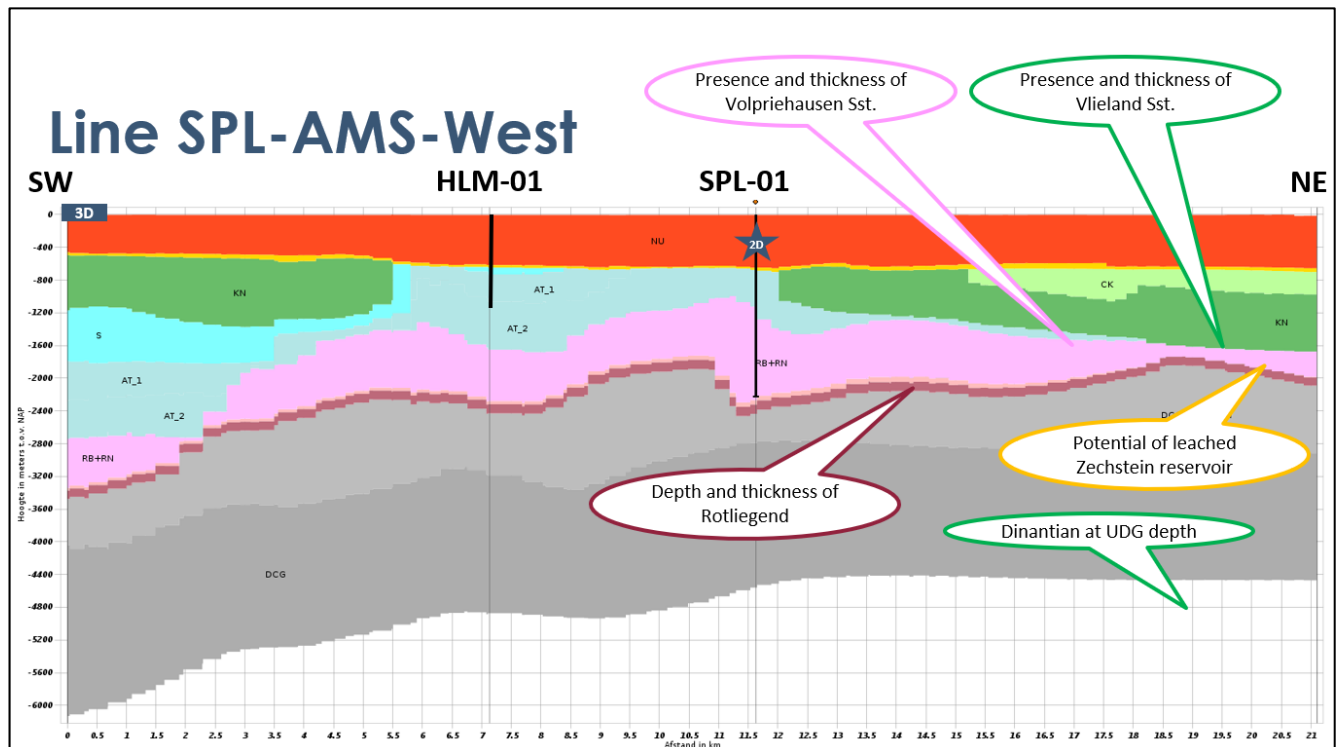 Presence and thickness of
Volpriehausen Sst.
Presence and thickness of
Vlieland Sst.
Line SPL-AMS-West
SW
HLM-01
SPL-01
NE
3D
2D
NU
KN
AT_1
AT_2
CK
KN
S
AT_1
AT_2
RB+RN
RB+RN
Potential of leached
Zechstein reservoir
Depth and thickness of
Rotliegend
Dinantian at UDG depth
DCG
Hoogte in meters t.o.v. NAP
0
-400
-800
-1200
-1600
-2000
-2400
-2800
-3200
-3600
-4000
-4400
-4800
-5200
-5600
-6000
0 0.5 1 1.5 2 2.5 3 3.5 4 4.5 5 5.5 6 6.5 7 7.5 8 8.5 9 9.5 10 10.5 11 11.5 12 12.5 13 13.5 14 14.5 15 15.5 16 16.5 17 17.5 18 18.5 19 19.5 20 20.5 21
Afstand in km